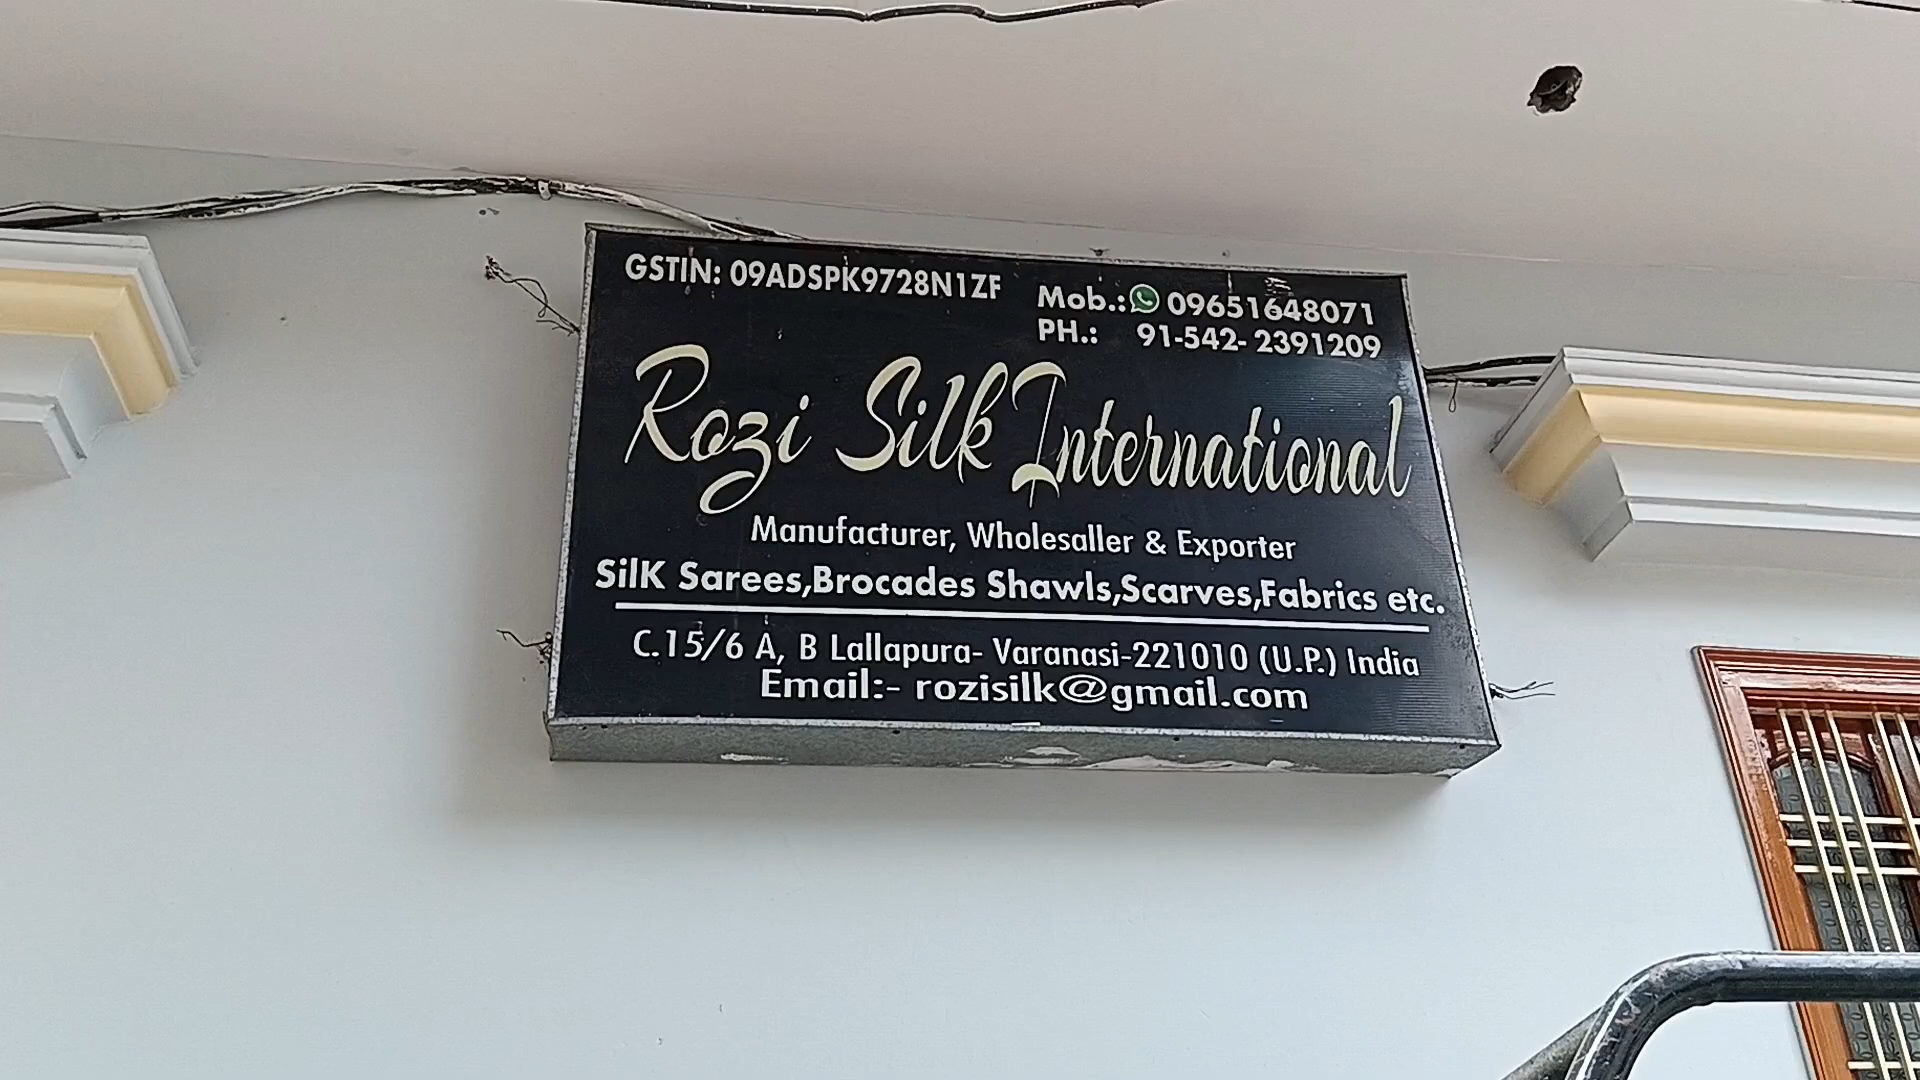 GSTIN: 09ADSPK9728N1ZF
Mob.: 09651648071
PH.: 91-542- 2391209
Rozi Silk International
Manufacturer, Wholesaller & Exporter
SilK Sarees,Brocades Shawls,Scarves,Fabrics etc.
C.15/6 A, B Lallapura- Varanasi-221010 (U.P.) India
Email:- rozisilk@gmail.com